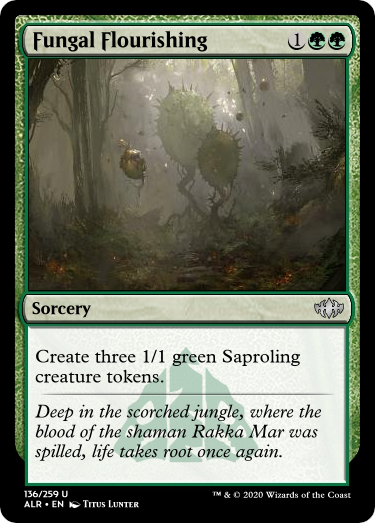 Fungal Flourishing 1
Sorcery
Create three 1/1 green Saproling
creature tokens.
Deep in the scorched jungle, where the
blood of the shaman Rakka Mar was
spilled, life takes root once again.
136/259 U
ALR • EN Titus Lunter
™ & © 2020 Wizards of the Coast